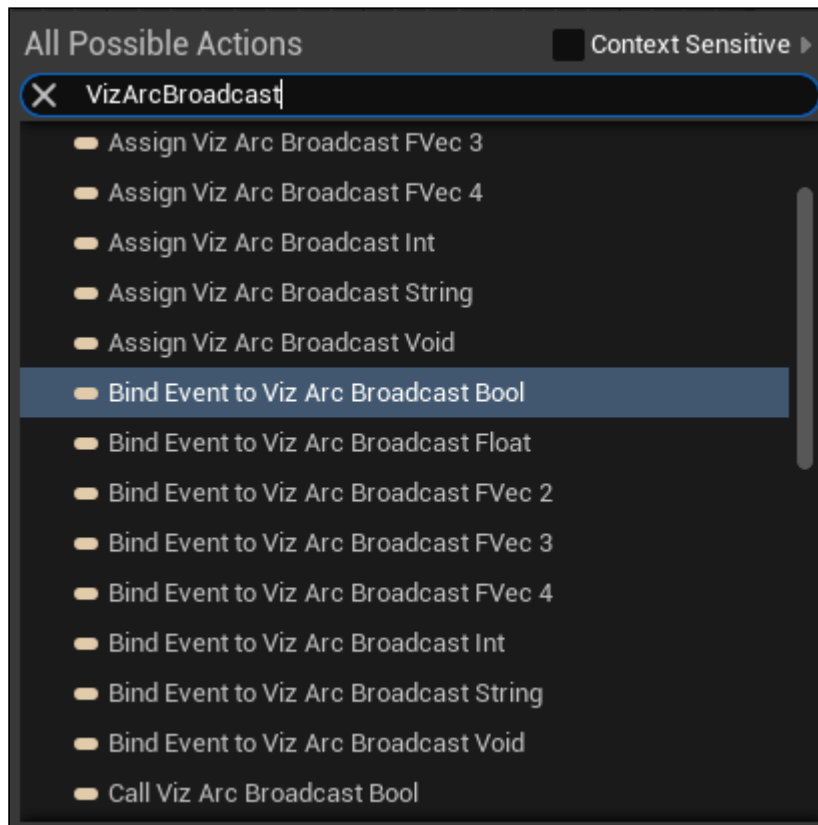 All Possible Actions
Context Sensitive
VizArcBroadcast
Assign Viz Arc Broadcast FVec 3
Assign Viz Arc Broadcast FVec 4
Assign Viz Arc Broadcast Int
Assign Viz Arc Broadcast String
Assign Viz Arc Broadcast Void
Bind Event to Viz Arc Broadcast Bool
Bind Event to Viz Arc Broadcast Float
Bind Event to Viz Arc Broadcast FVec 2
Bind Event to Viz Arc Broadcast FVec 3
Bind Event to Viz Arc Broadcast FVec 4
Bind Event to Viz Arc Broadcast Int
Bind Event to Viz Arc Broadcast String
Bind Event to Viz Arc Broadcast Void
Call Viz Arc Broadcast Bool